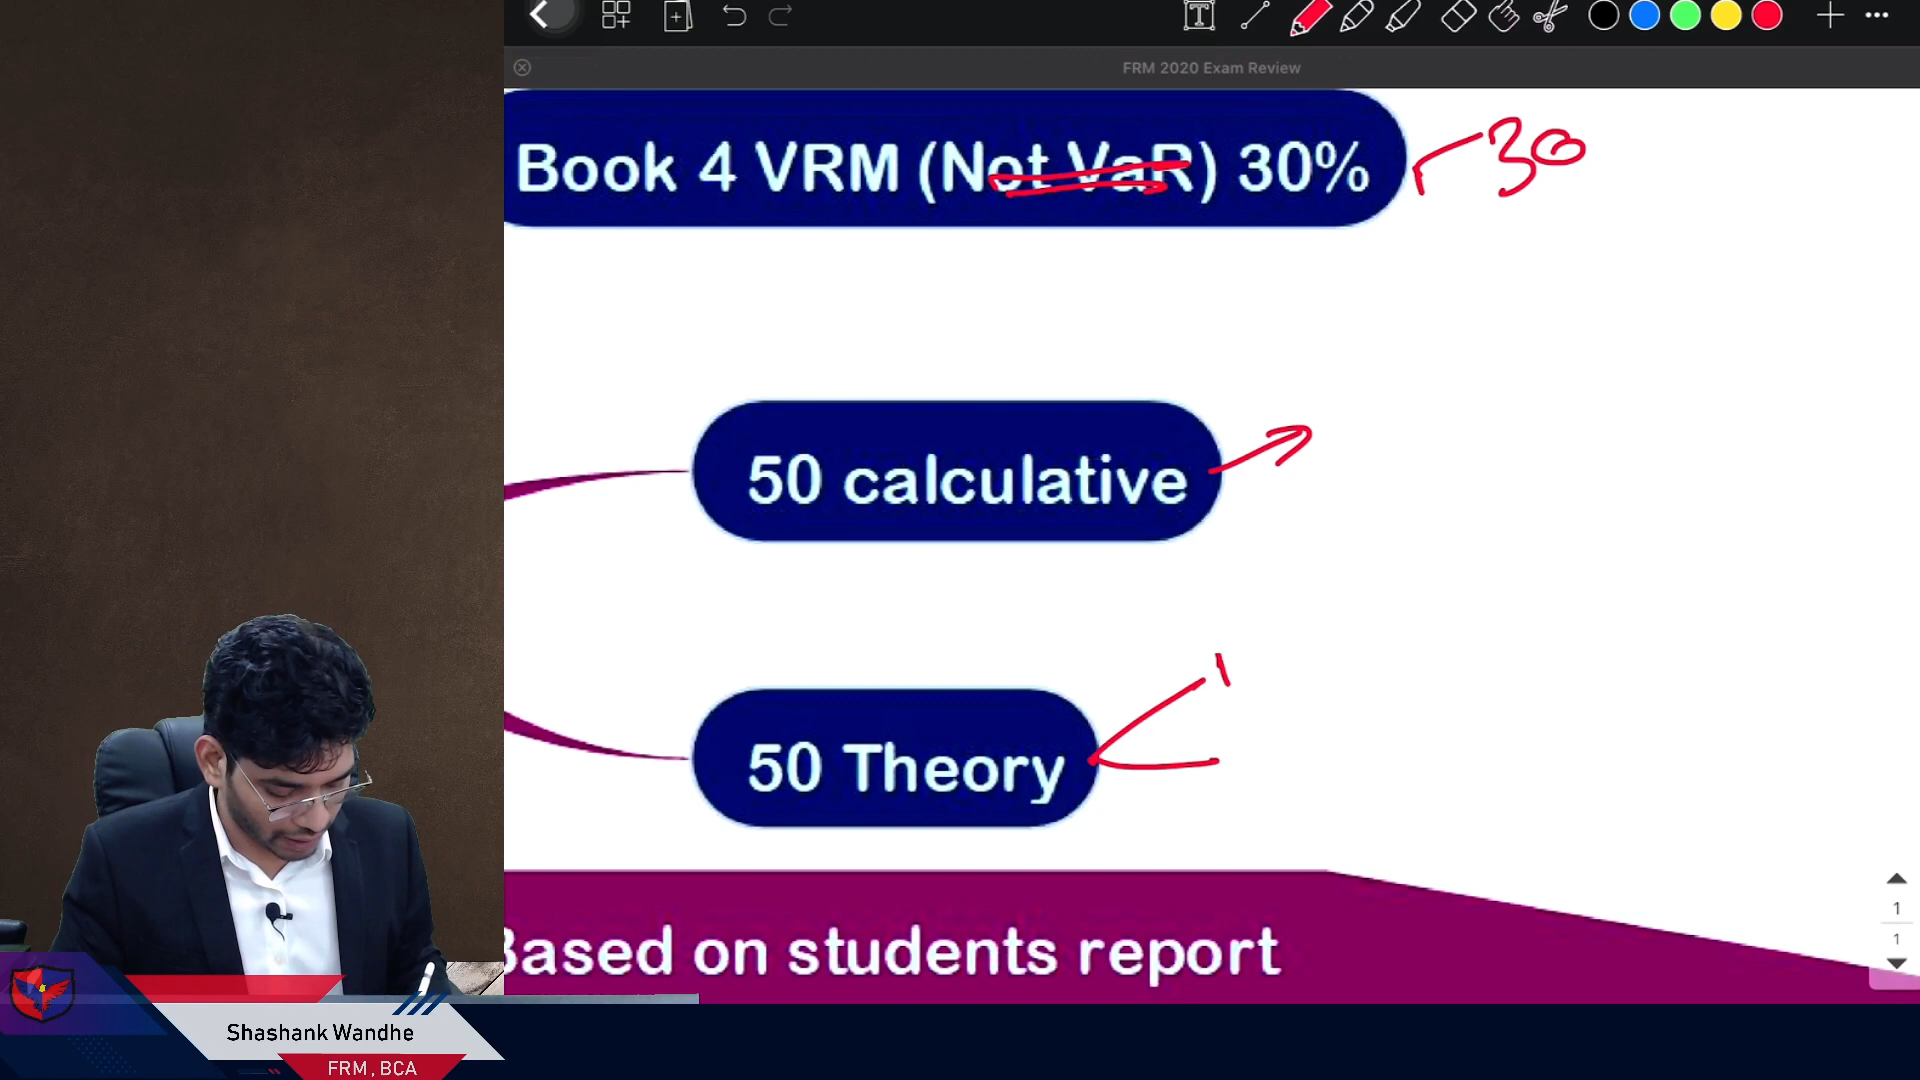 FRM 2020 Exam Review
Book 4 VRM (Not VaR) 30%
30
50 calculative
50 Theory
Based on students report
1
1
Shashank Wandhe
FRM, BCA